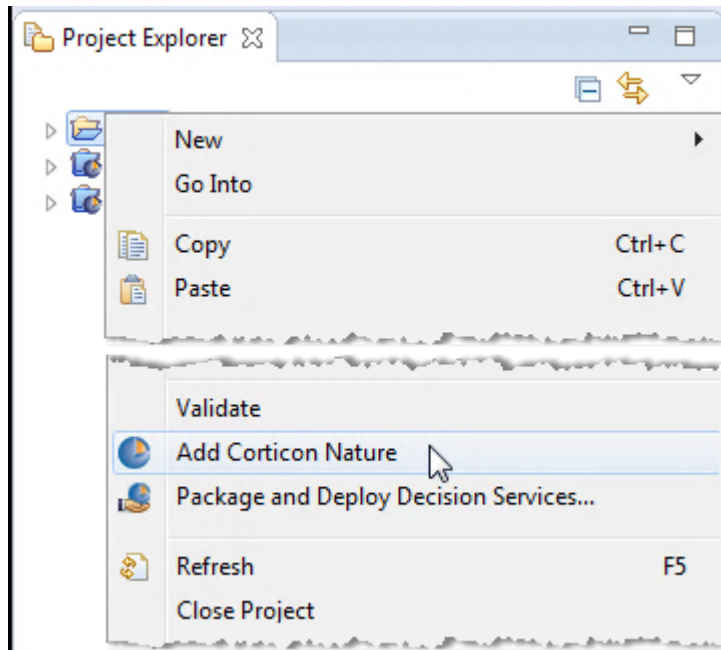 Project Explorer
New
Go Into
Copy Ctrl+C
Paste Ctrl+V
Validate
Add Corticon Nature
Package and Deploy Decision Services...
Refresh F5
Close Project